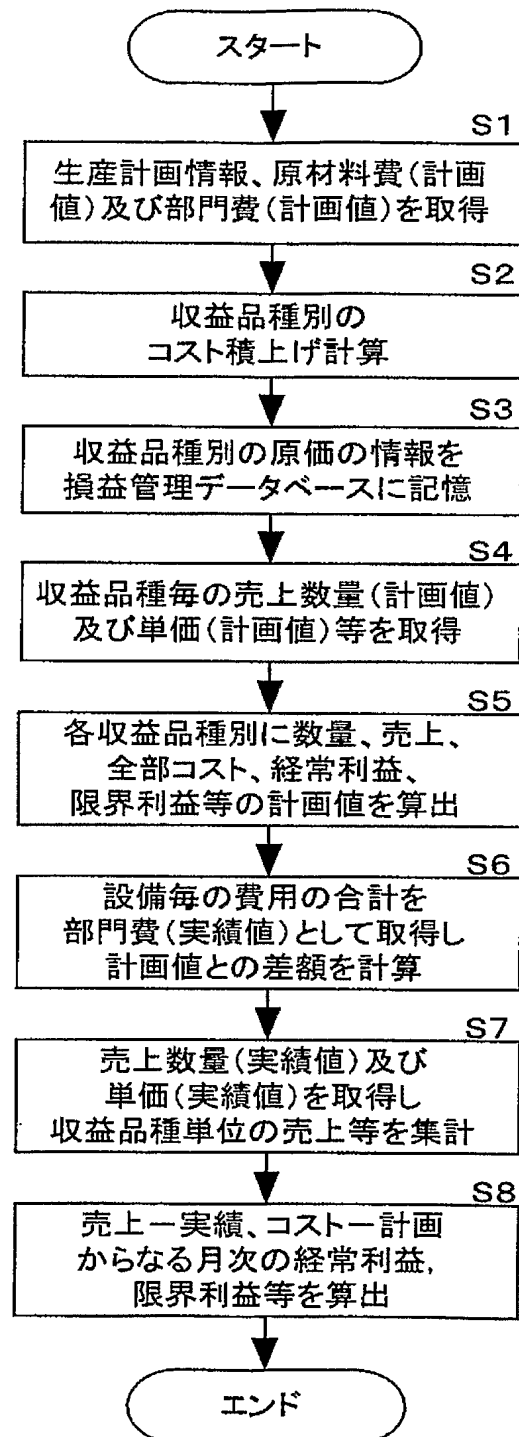 スタート
S1
生産計画情報、原材料費(計画
値)及び部門費(計画値)を取得
S2
収益品種別の
コスト積上げ計算
S3
収益品種別の原価の情報を
損益管理データベースに記憶
S4
収益品種毎の売上数量(計画値)
及び単価(計画値)等を取得
S5
各収益品種別に数量、売上、
全部コスト、経常利益、
限界利益等の計画値を算出
S6
設備毎の費用の合計を
部門費(実績値)として取得し
計画値との差額を計算
S7
売上数量(実績値)及び
単価(実績値)を取得し
収益品種単位の売上等を集計
S8
売上ー実績、コストー計画
からなる月次の経常利益,
限界利益等を算出
エンド